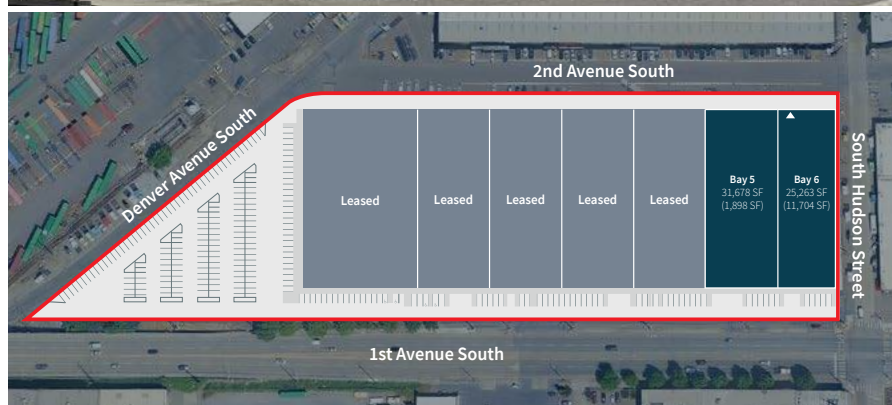 2nd Avenue South
Denver Avenue South
Leased
Leased
Leased
Leased
Leased
Bay 5
31,678 SF
(1,898 SF)
Bay 6
25,263 SF
(11,704 SF)
South Hudson Street
1st Avenue South